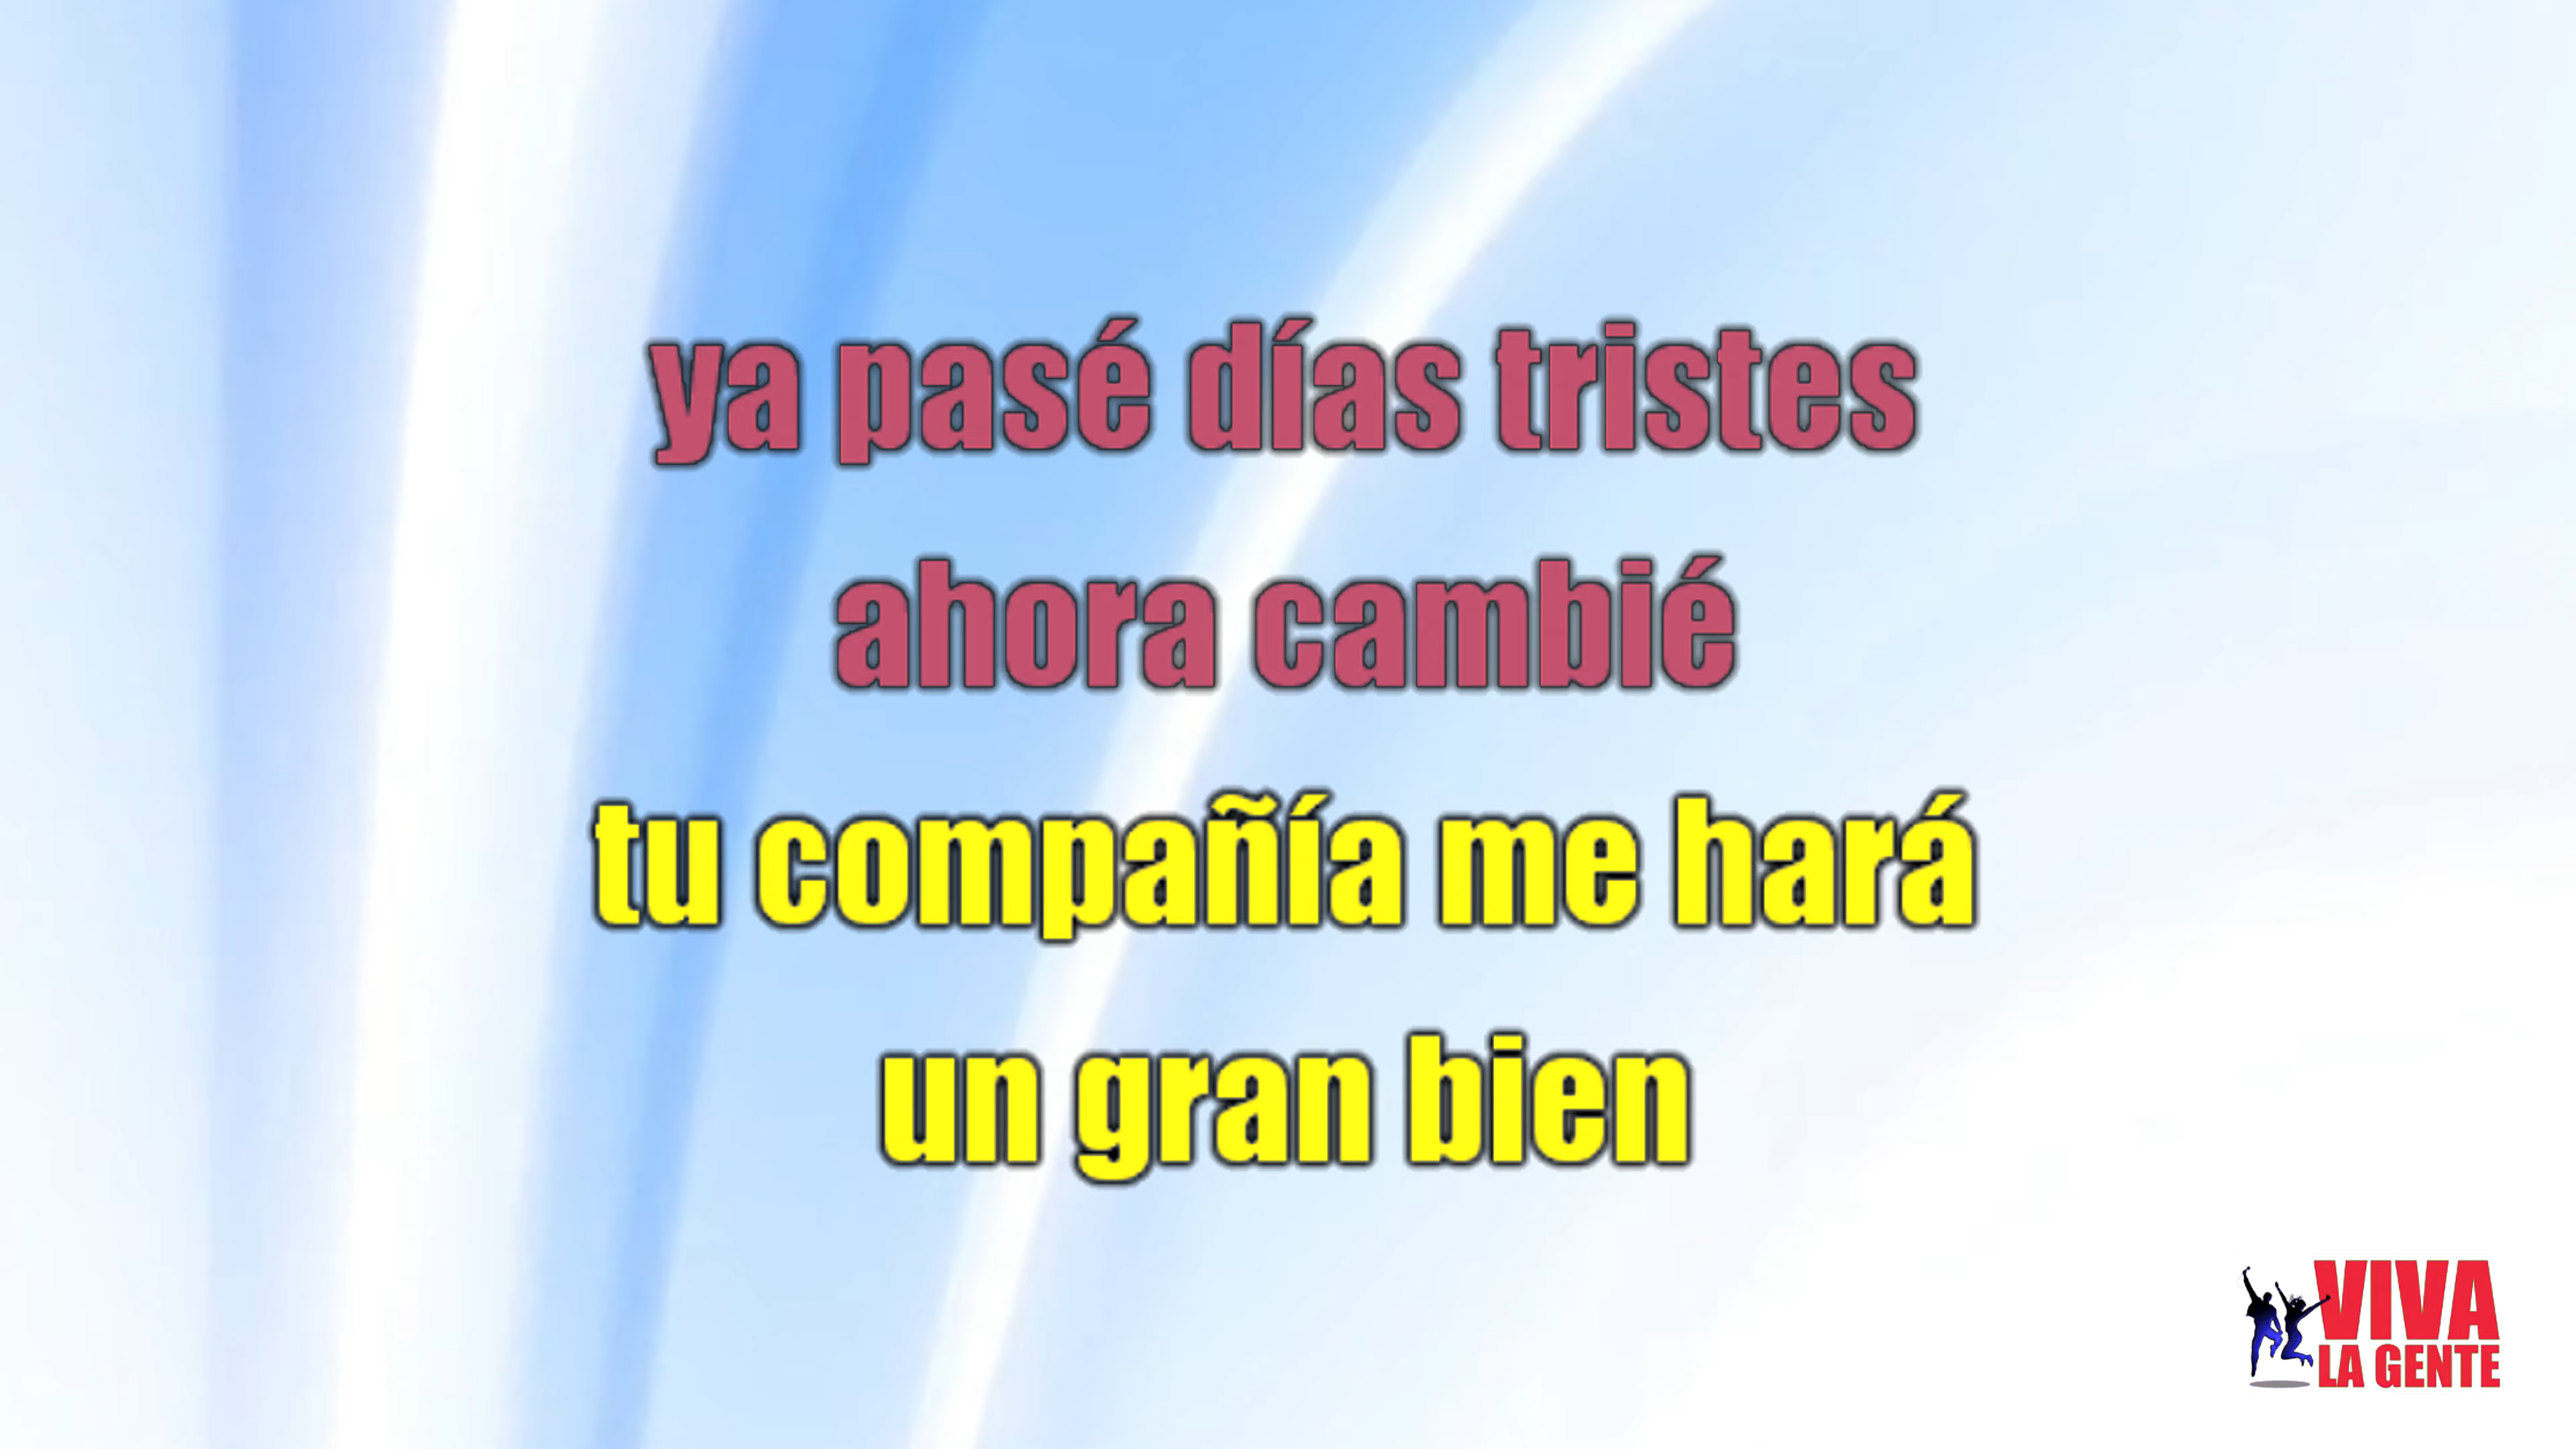 ya pasé días tristes
ahora cambié
tu compañía me hará
un gran bien
VIVA
LA GENTE